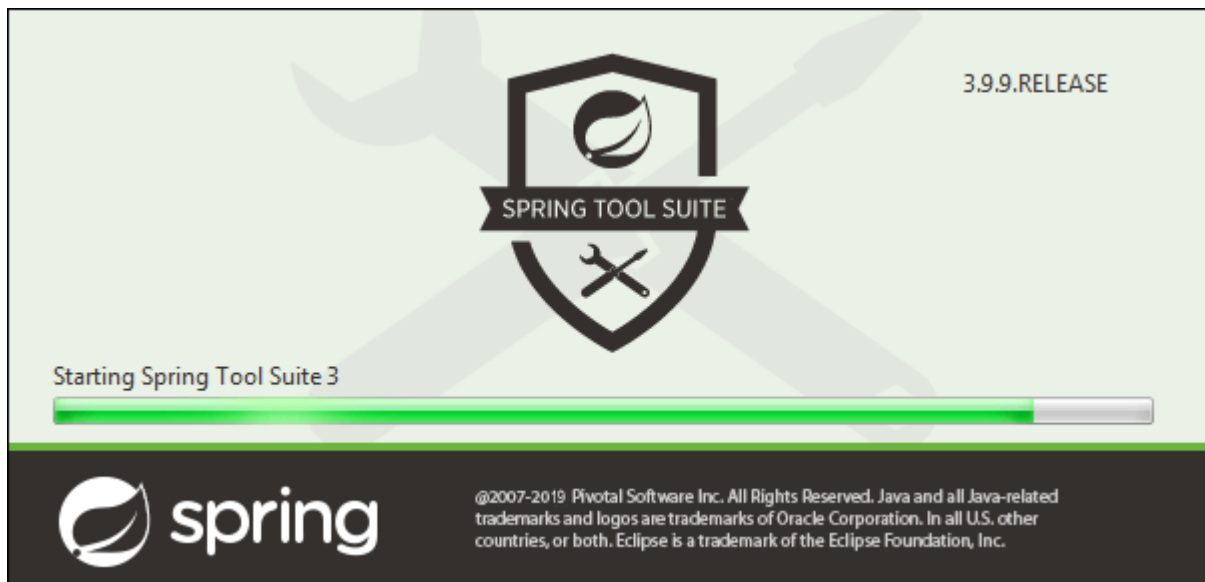 3.9.9.RELEASE
SPRING TOOL SUITE
Starting Spring Tool Suite 3
spring
@2007-2019 Pivotal Software Inc. All Rights Reserved. Java and all Java-related
trademarks and logos are trademarks of Oracle Corporation. In all U.S. other
countries, or both. Eclipse is a trademark of the Eclipse Foundation, Inc.